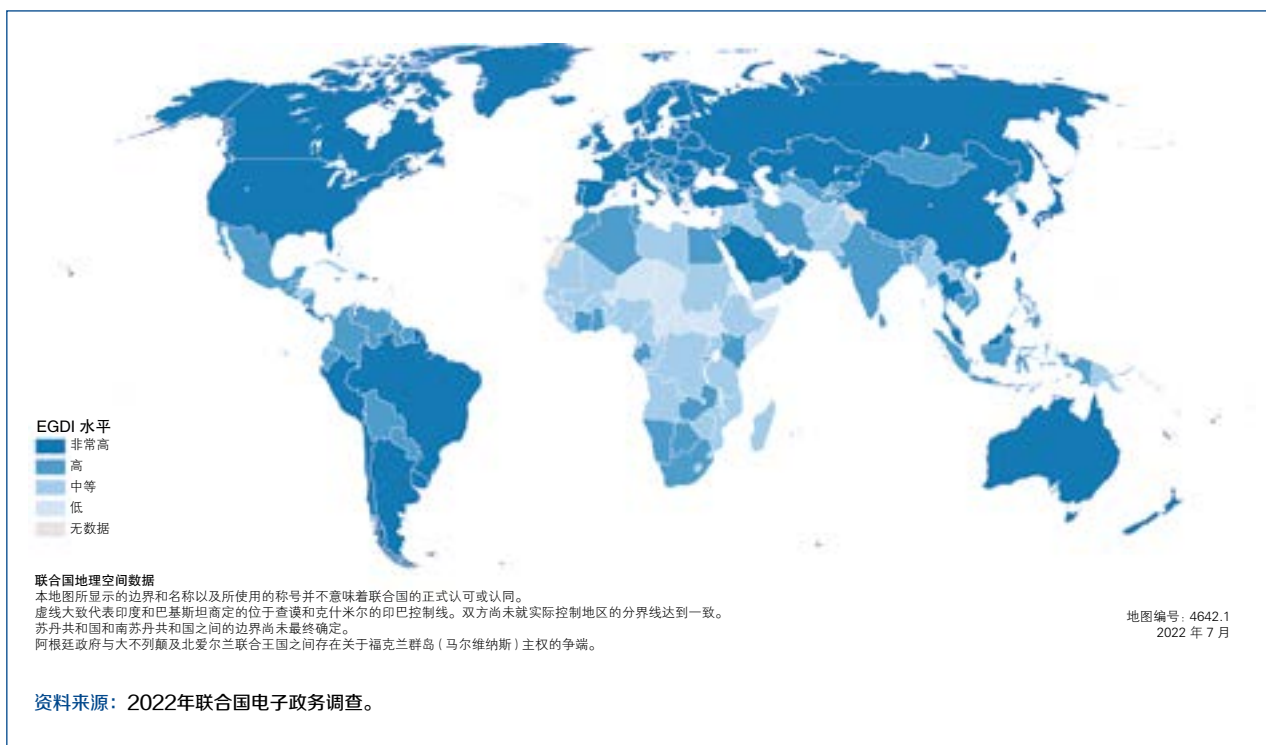 EGDI 水平
非常高
高
中等
低
无数据
联合国地理空间数据
本地图所显示的边界和名称以及所使用的称号并不意味着联合国的正式认可或认同。
虚线大致代表印度和巴基斯坦商定的位于查谟和克什米尔的印巴控制线。双方尚未就实际控制地区的分界线达到一致。
苏丹共和国和南苏丹共和国之间的边界尚未最终确定。
阿根廷政府与大不列颠及北爱尔兰联合王国之间存在关于福克兰群岛（马尔维纳斯）主权的争端。
地图编号：4642.1
2022 年 7 月
资料来源：2022年联合国电子政务调查。